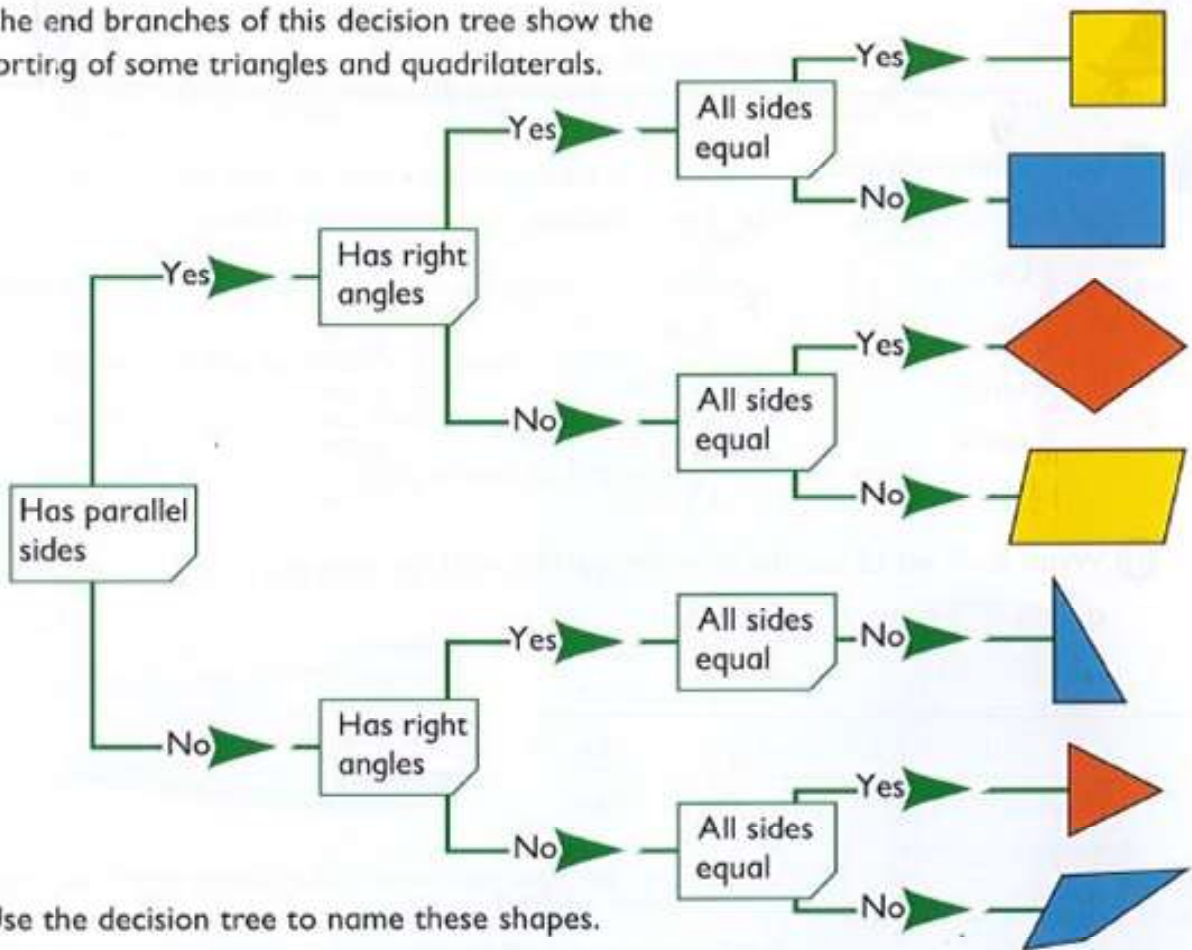 he end branches of this decision tree show the
orting of some triangles and quadrilaterals.
Yes
All sides
equal
Yes
No
Has right
angles
Yes
Yes
All sides
equal
No
No
Has parallel
sides
Yes
All sides
equal
No
Has right
angles
No
Yes
All sides
equal
No
No
Use the decision tree to name these shapes.